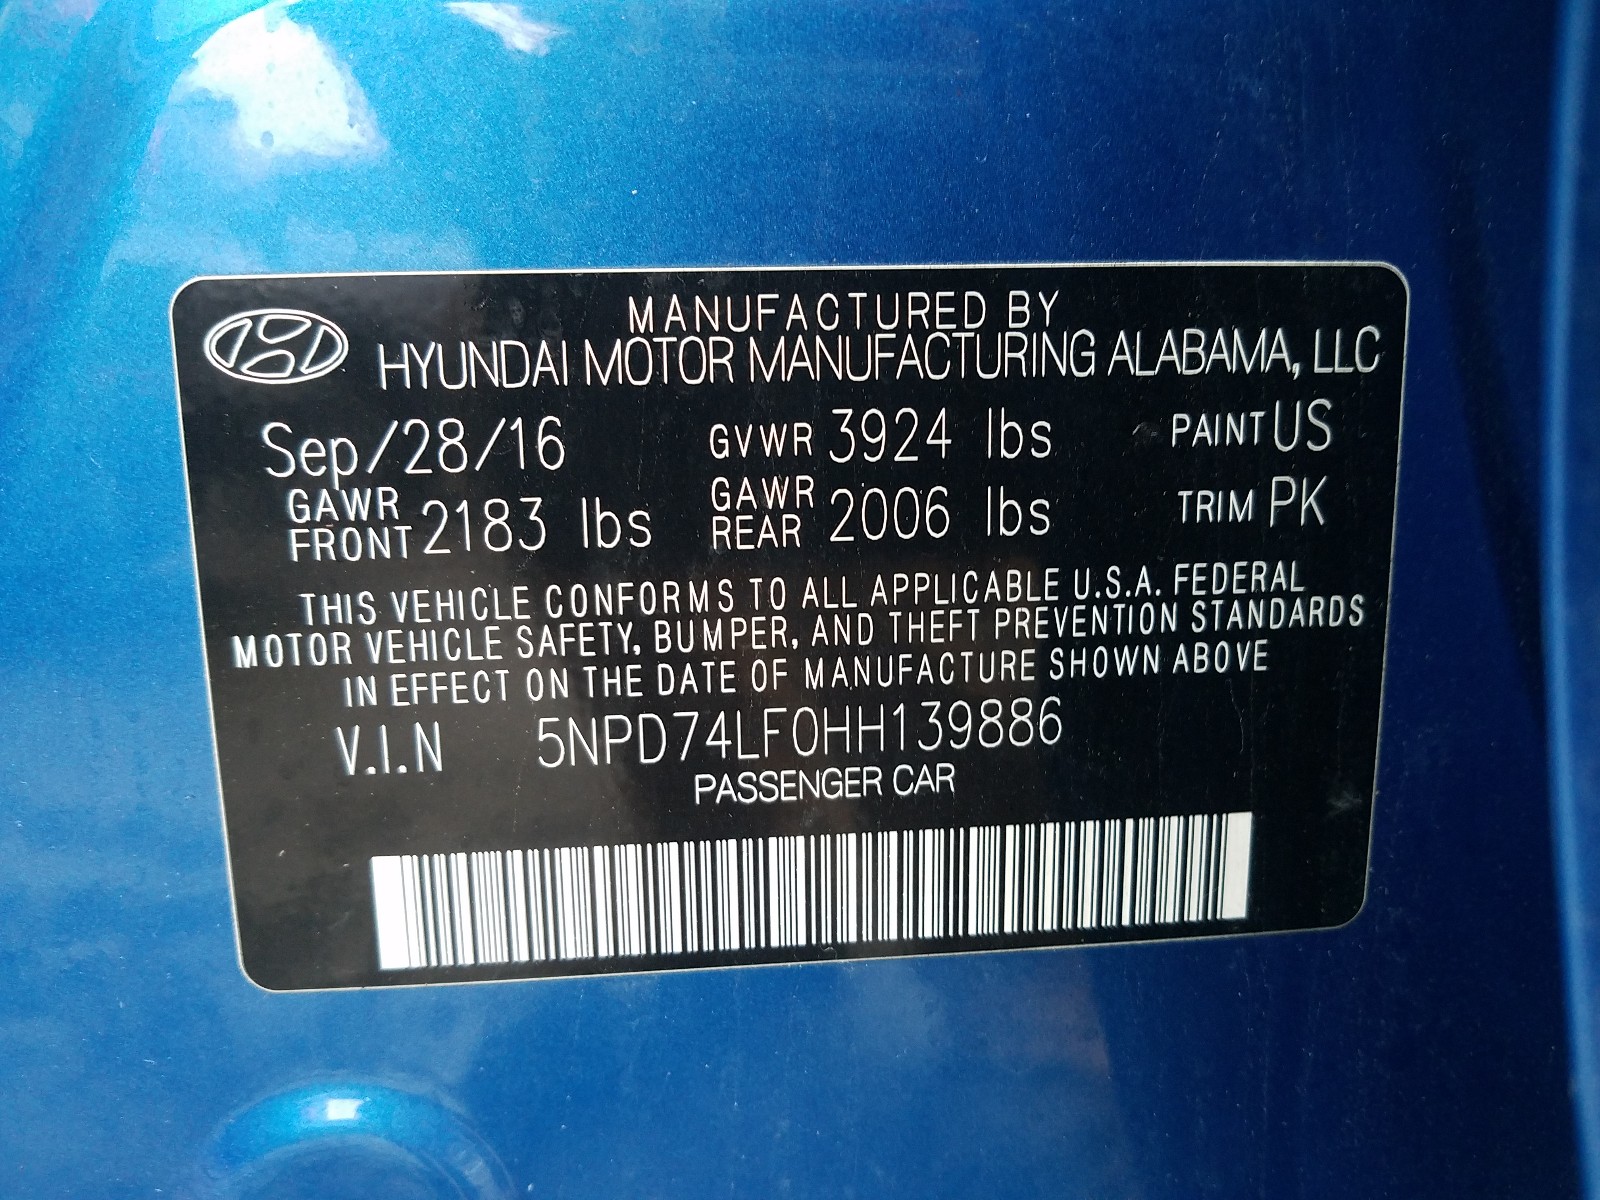 MANUFACTURED BY
HYUNDAI MOTOR MANUFACTURING ALABAMA, LLC
Sep/28/16 GVWR 3924 lbs PAINT US
GAWR FRONT 2183 lbs GAWR REAR 2006 lbs TRIM PK
THIS VEHICLE CONFORMS TO ALL APPLICABLE U.S.A. FEDERAL
MOTOR VEHICLE SAFETY, BUMPER, AND THEFT PREVENTION STANDARDS
IN EFFECT ON THE DATE OF MANUFACTURE SHOWN ABOVE
V.I.N 5NPD74LF0HH139886
PASSENGER CAR